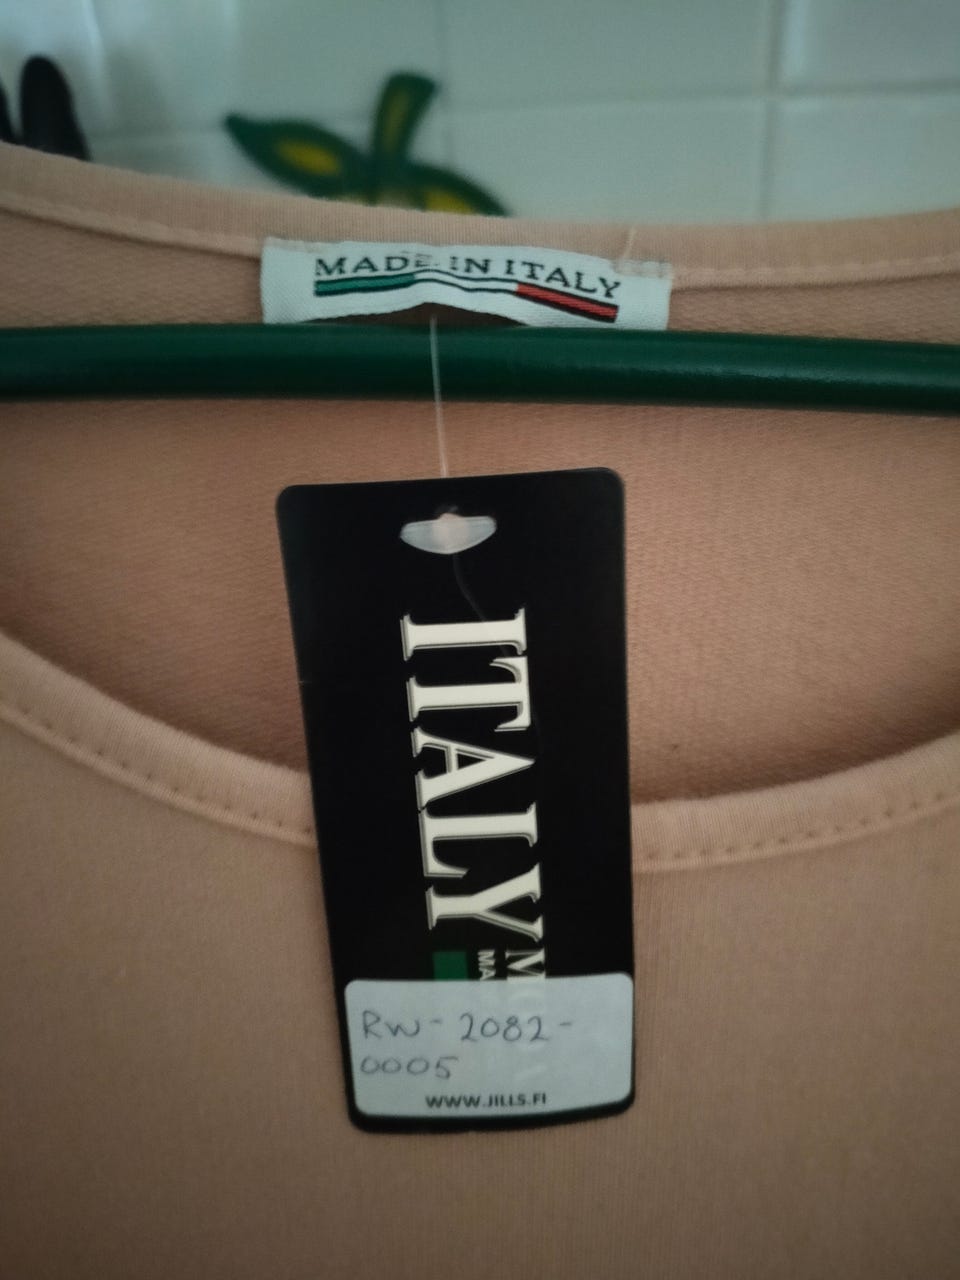 MADE IN ITALY
ITALY
RW - 2082 -
0005
WWW.JILLS.FI